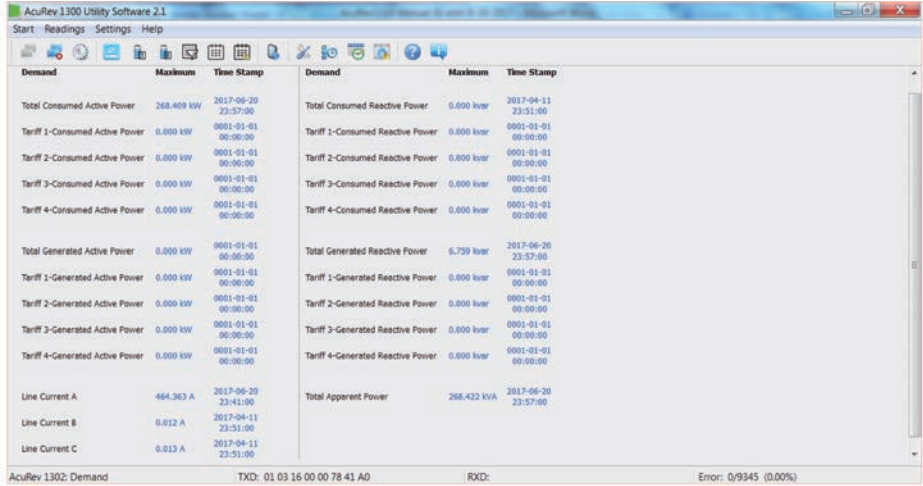 AcuRev 1300 Utility Software 2.1
Start Readings Settings Help
Demand Maximum Time Stamp Demand Maximum Time Stamp
Total Consumed Active Power 268.409 kW 2017-06-20 23:57:00 Total Consumed Reactive Power 0.000 kvar 2017-04-11 23:51:00
Tariff 1-Consumed Active Power 0.000 kW 0001-01-01 00:00:00 Tariff 1-Consumed Reactive Power 0.000 kvar 0001-01-01 00:00:00
Tariff 2-Consumed Active Power 0.000 kW 0001-01-01 00:00:00 Tariff 2-Consumed Reactive Power 0.000 kvar 0001-01-01 00:00:00
Tariff 3-Consumed Active Power 0.000 kW 0001-01-01 00:00:00 Tariff 3-Consumed Reactive Power 0.000 kvar 0001-01-01 00:00:00
Tariff 4-Consumed Active Power 0.000 kW 0001-01-01 00:00:00 Tariff 4-Consumed Reactive Power 0.000 kvar 0001-01-01 00:00:00
Total Generated Active Power 0.000 kW 0001-01-01 00:00:00 Total Generated Reactive Power 6.759 kvar 2017-06-20 23:57:00
Tariff 1-Generated Active Power 0.000 kW 0001-01-01 00:00:00 Tariff 1-Generated Reactive Power 0.000 kvar 0001-01-01 00:00:00
Tariff 2-Generated Active Power 0.000 kW 0001-01-01 00:00:00 Tariff 2-Generated Reactive Power 0.000 kvar 0001-01-01 00:00:00
Tariff 3-Generated Active Power 0.000 kW 0001-01-01 00:00:00 Tariff 3-Generated Reactive Power 0.000 kvar 0001-01-01 00:00:00
Tariff 4-Generated Active Power 0.000 kW 0001-01-01 00:00:00 Tariff 4-Generated Reactive Power 0.000 kvar 0001-01-01 00:00:00
Line Current A 464.363 A 2017-06-20 23:41:00 Total Apparent Power 268.422 kVA 2017-06-20 23:57:00
Line Current B 0.012 A 2017-04-11 23:51:00
Line Current C 0.013 A 2017-04-11 23:51:00
AcuRev 1302: Demand TXD: 01 03 16 00 00 78 41 A0 RXD: Error: 0/9345 (0.00%)